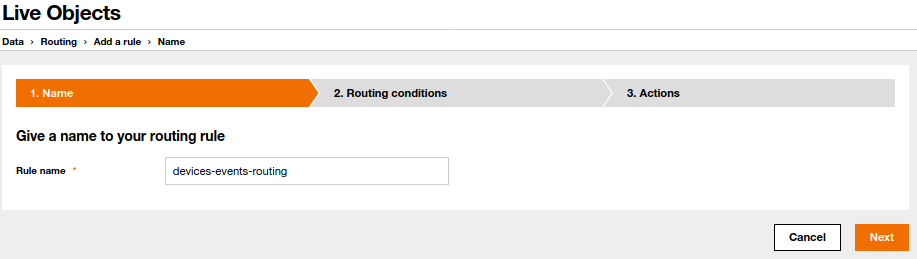 Live Objects
Data › Routing › Add a rule › Name
1. Name 2. Routing conditions 3. Actions
Give a name to your routing rule
Rule name * devices-events-routing
Cancel Next